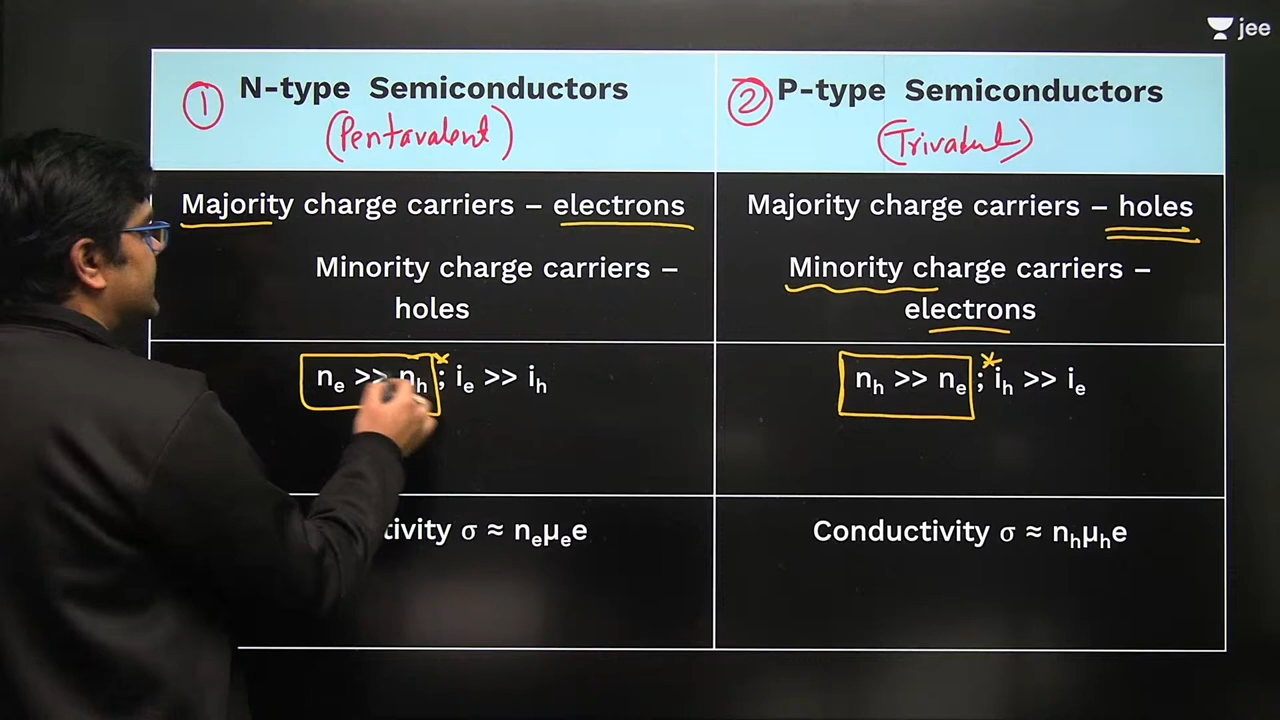 jee
① N-type Semiconductors
(Pentavalent)
Majority charge carriers – electrons
Minority charge carriers –
holes
nₑ >> nₕ * ; iₑ >> iₕ
tivity σ ≈ nₑμₑe
② P-type Semiconductors
(Trivalent)
Majority charge carriers – holes
Minority charge carriers –
electrons
nₕ >> nₑ ; * iₕ >> iₑ
Conductivity σ ≈ nₕμₕe